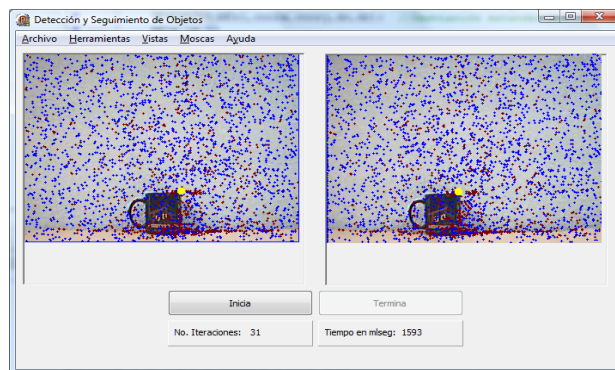 Detección y Seguimiento de Objetos
Archivo Herramientas Vistas Moscas Ayuda
Inicia Termina
No. Iteraciones: 31 Tiempo en mlseg: 1593